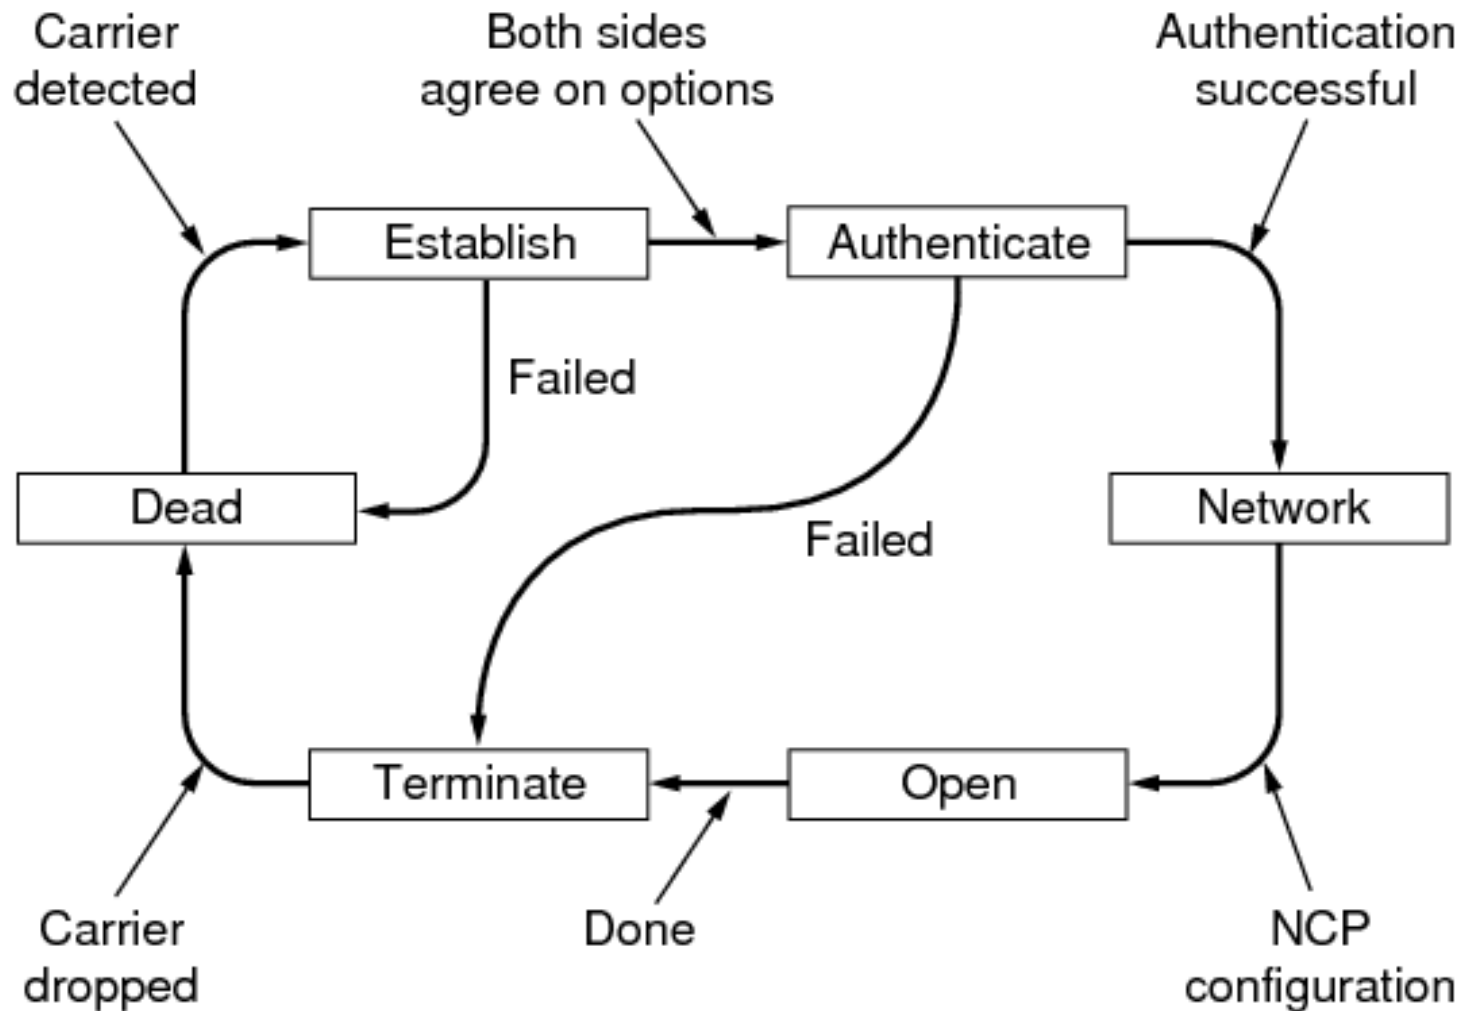 Carrier
detected
Both sides
agree on options
Authentication
successful
Establish
Authenticate
Failed
Dead
Network
Failed
Terminate
Open
Carrier
dropped
Done
NCP
configuration